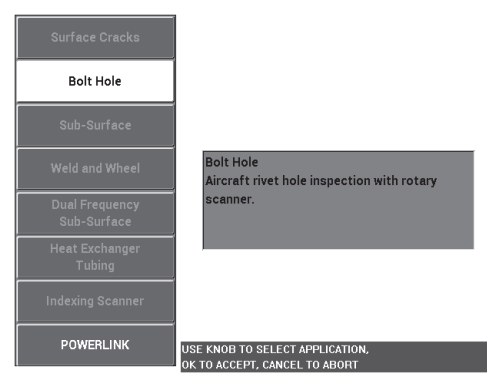 Surface Cracks
Bolt Hole
Sub-Surface
Weld and Wheel
Dual Frequency
Sub-Surface
Heat Exchanger
Tubing
Indexing Scanner
POWERLINK
Bolt Hole
Aircraft rivet hole inspection with rotary
scanner.
USE KNOB TO SELECT APPLICATION,
OK TO ACCEPT, CANCEL TO ABORT